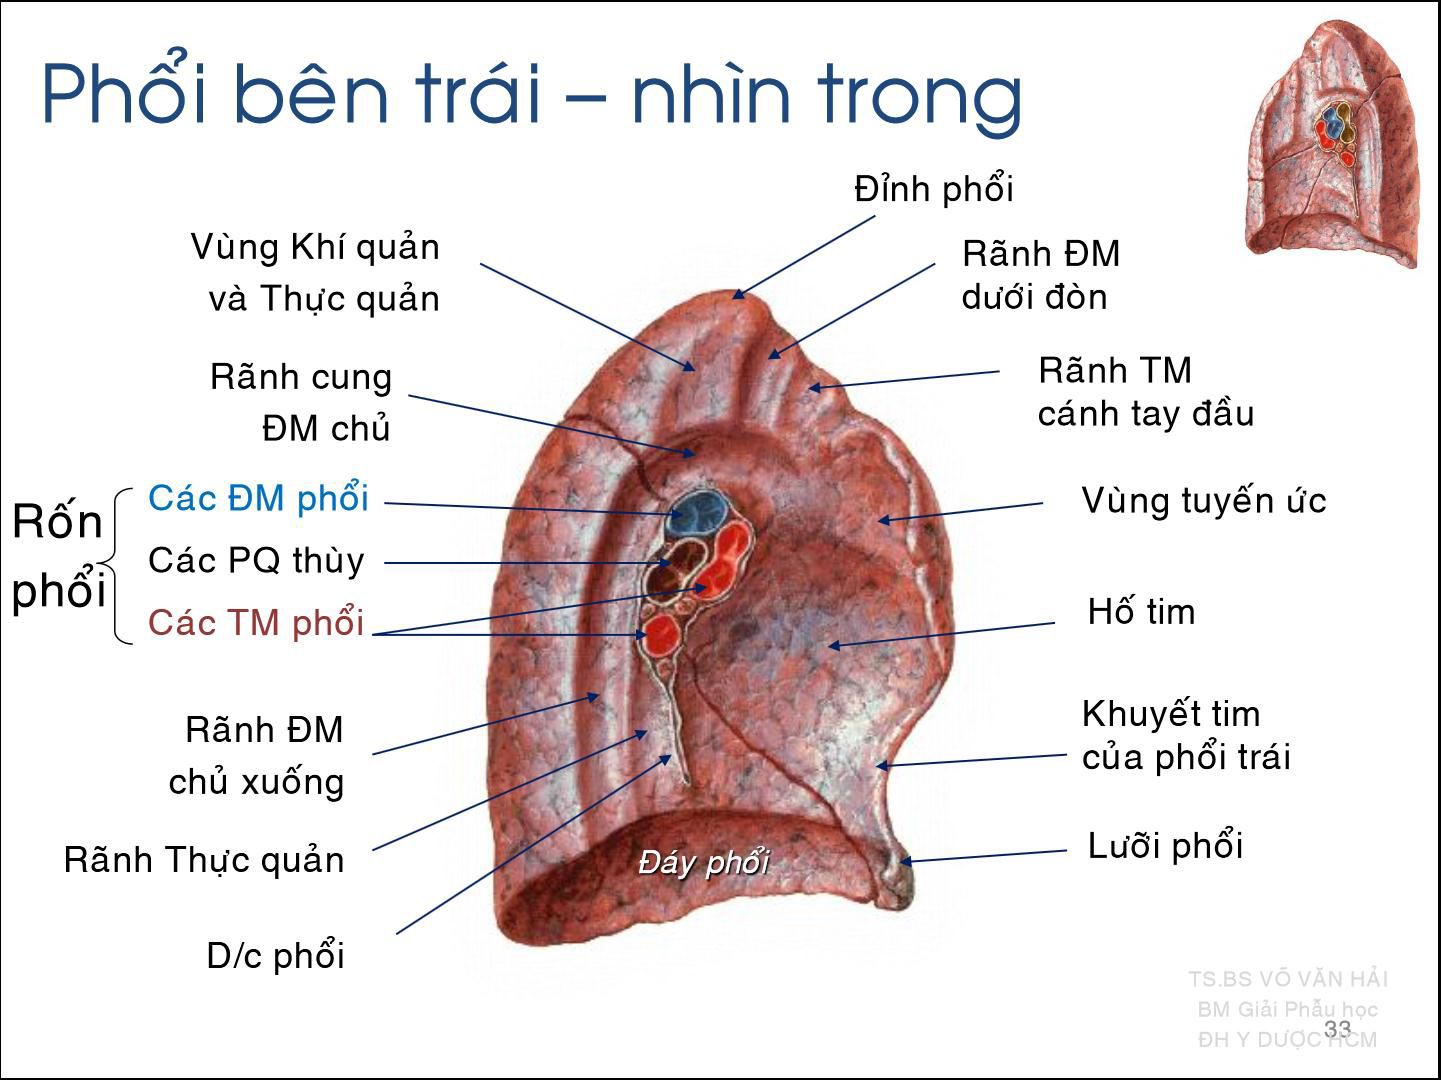 Phổi bên trái – nhìn trong
Đỉnh phổi
Vùng Khí quản
và Thực quản
Rãnh ĐM
dưới đòn
Rãnh cung
ĐM chủ
Rãnh TM
cánh tay đầu
Rốn
phổi
Các ĐM phổi
Các PQ thùy
Các TM phổi
Vùng tuyến ức
Hố tim
Rãnh ĐM
chủ xuống
Khuyết tim
của phổi trái
Rãnh Thực quản
Đáy phổi
Lưỡi phổi
D/c phổi
TS.BS VÕ VĂN HẢI
BM Giải Phẫu học
ĐH Y DƯỢC HCM
33